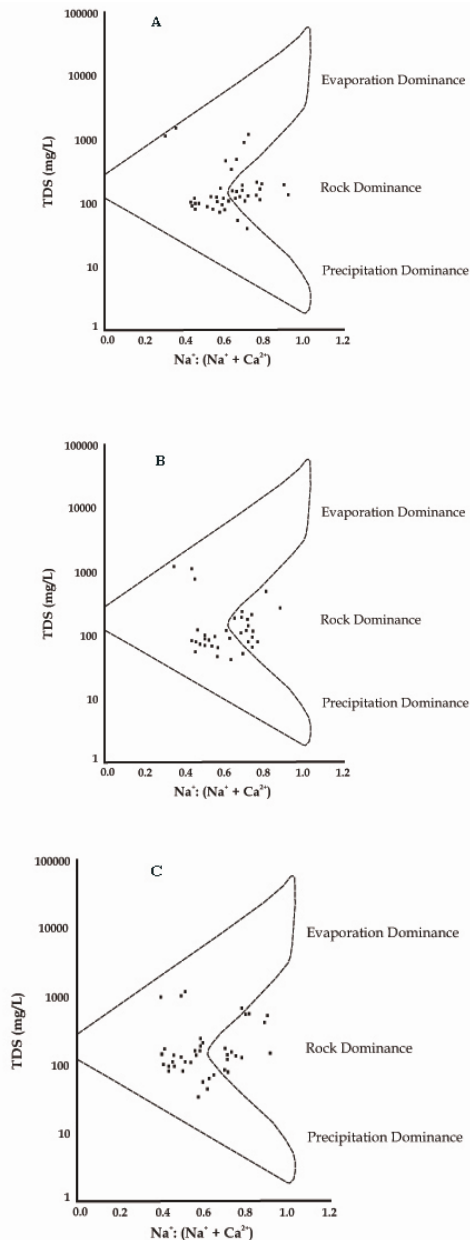 A
100000
10000
1000
100
10
1
TDS (mg/L)
Evaporation Dominance
Rock Dominance
Precipitation Dominance
0.0 0.2 0.4 0.6 0.8 1.0 1.2
Na⁺: (Na⁺ + Ca²⁺)
B
100000
10000
1000
100
10
1
TDS (mg/L)
Evaporation Dominance
Rock Dominance
Precipitation Dominance
0.0 0.2 0.4 0.6 0.8 1.0 1.2
Na⁺: (Na⁺ + Ca²⁺)
C
100000
10000
1000
100
10
1
TDS (mg/L)
Evaporation Dominance
Rock Dominance
Precipitation Dominance
0.0 0.2 0.4 0.6 0.8 1.0 1.2
Na⁺: (Na⁺ + Ca²⁺)